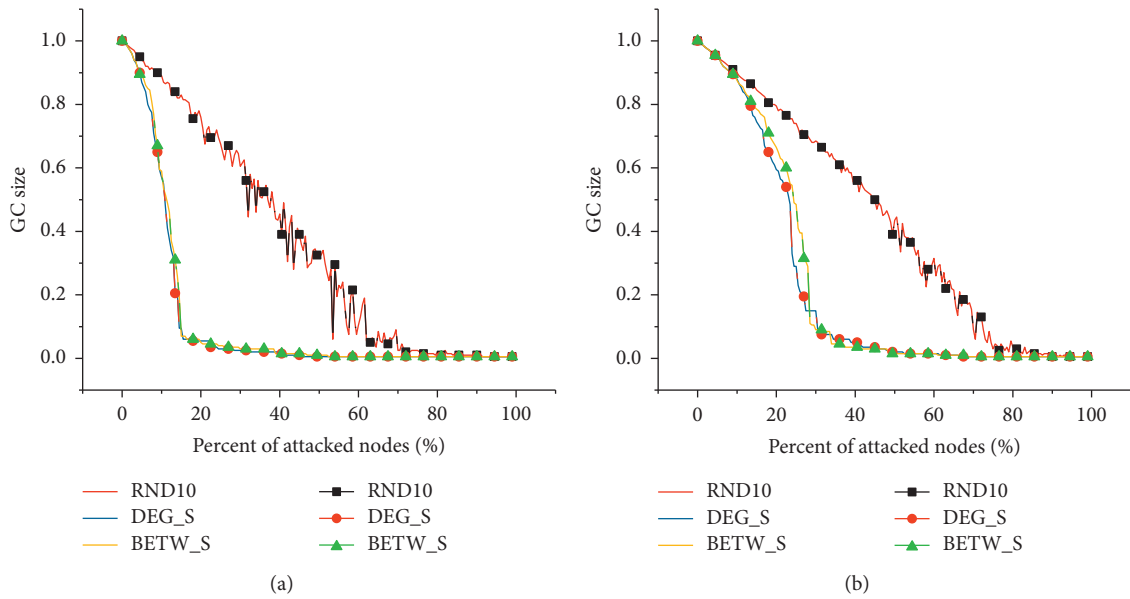 1.0
0.8
0.6
0.4
0.2
0.0
GC size
0 20 40 60 80 100
Percent of attacked nodes (%)
RND10 RND10
DEG_S DEG_S
BETW_S BETW_S
(a)
1.0
0.8
0.6
0.4
0.2
0.0
GC size
0 20 40 60 80 100
Percent of attacked nodes (%)
RND10 RND10
DEG_S DEG_S
BETW_S BETW_S
(b)